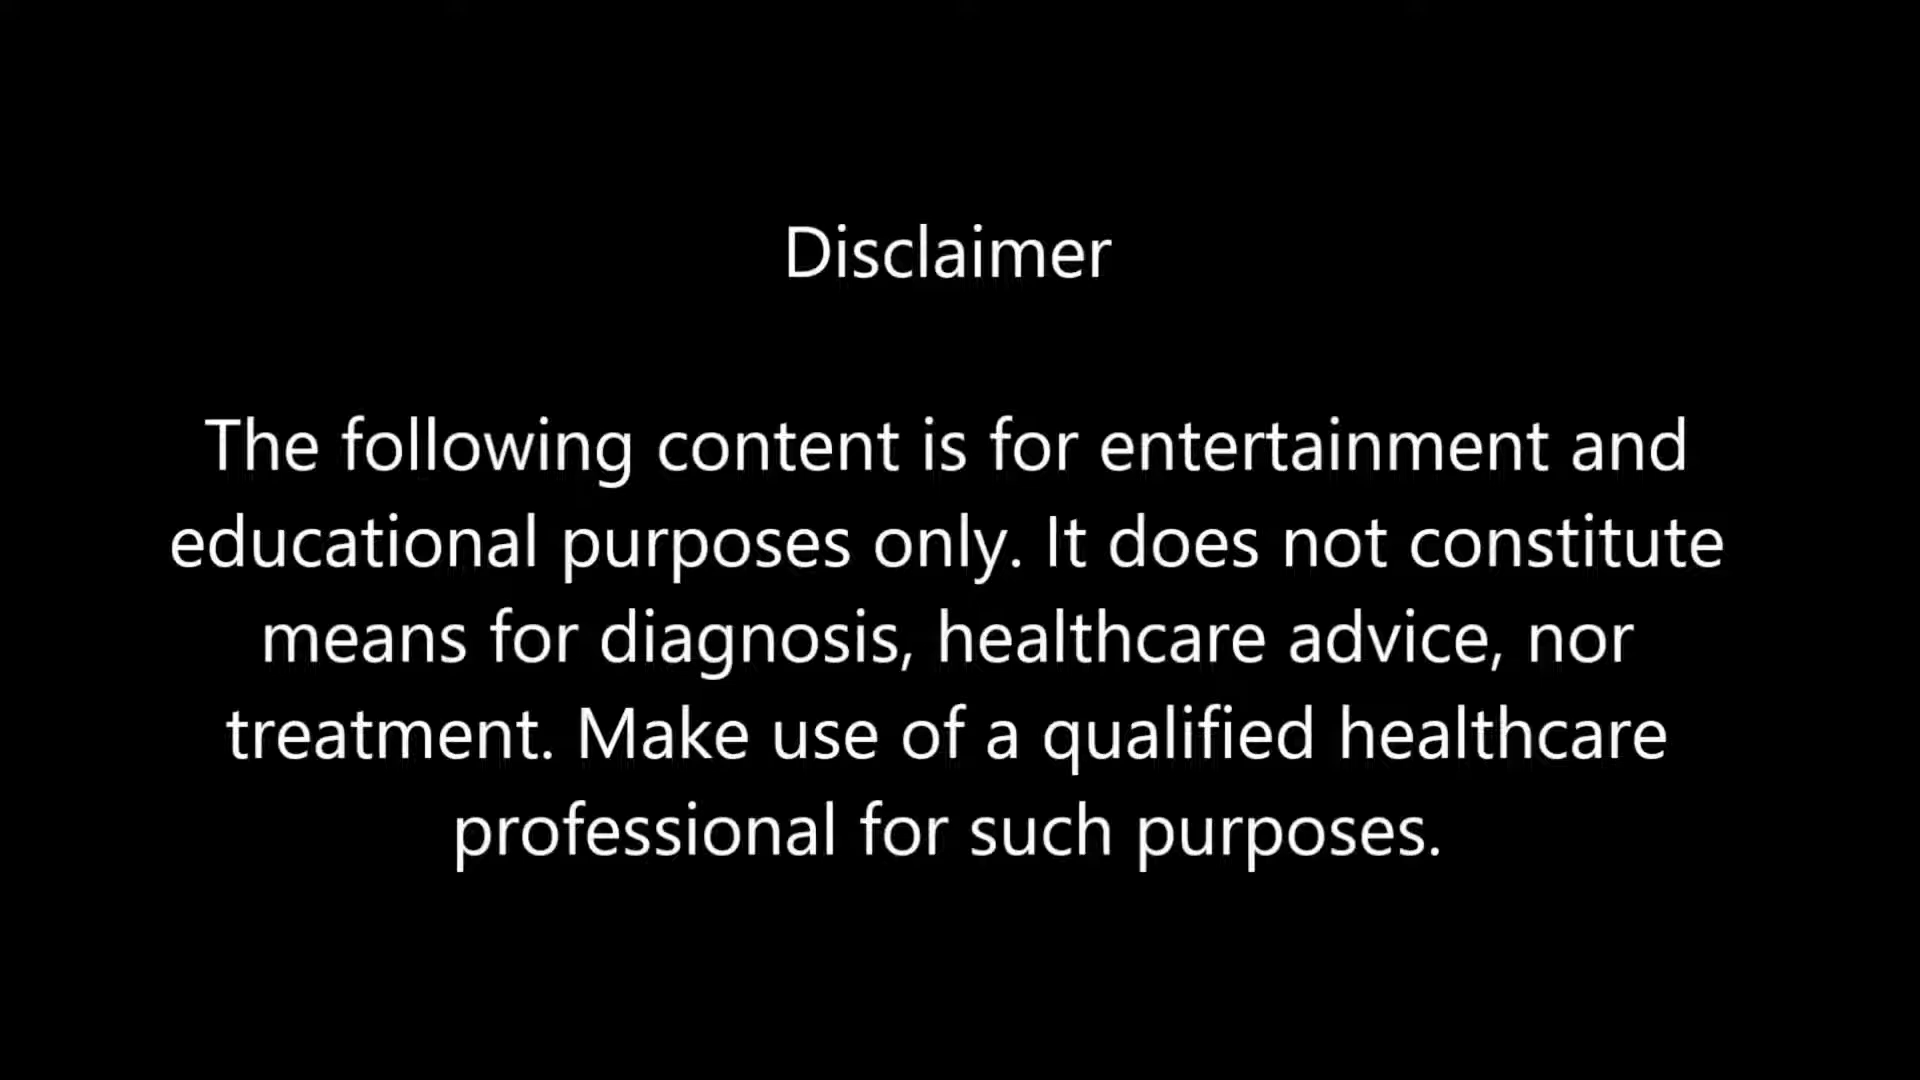 Disclaimer
The following content is for entertainment and
educational purposes only. It does not constitute
means for diagnosis, healthcare advice, nor
treatment. Make use of a qualified healthcare
professional for such purposes.